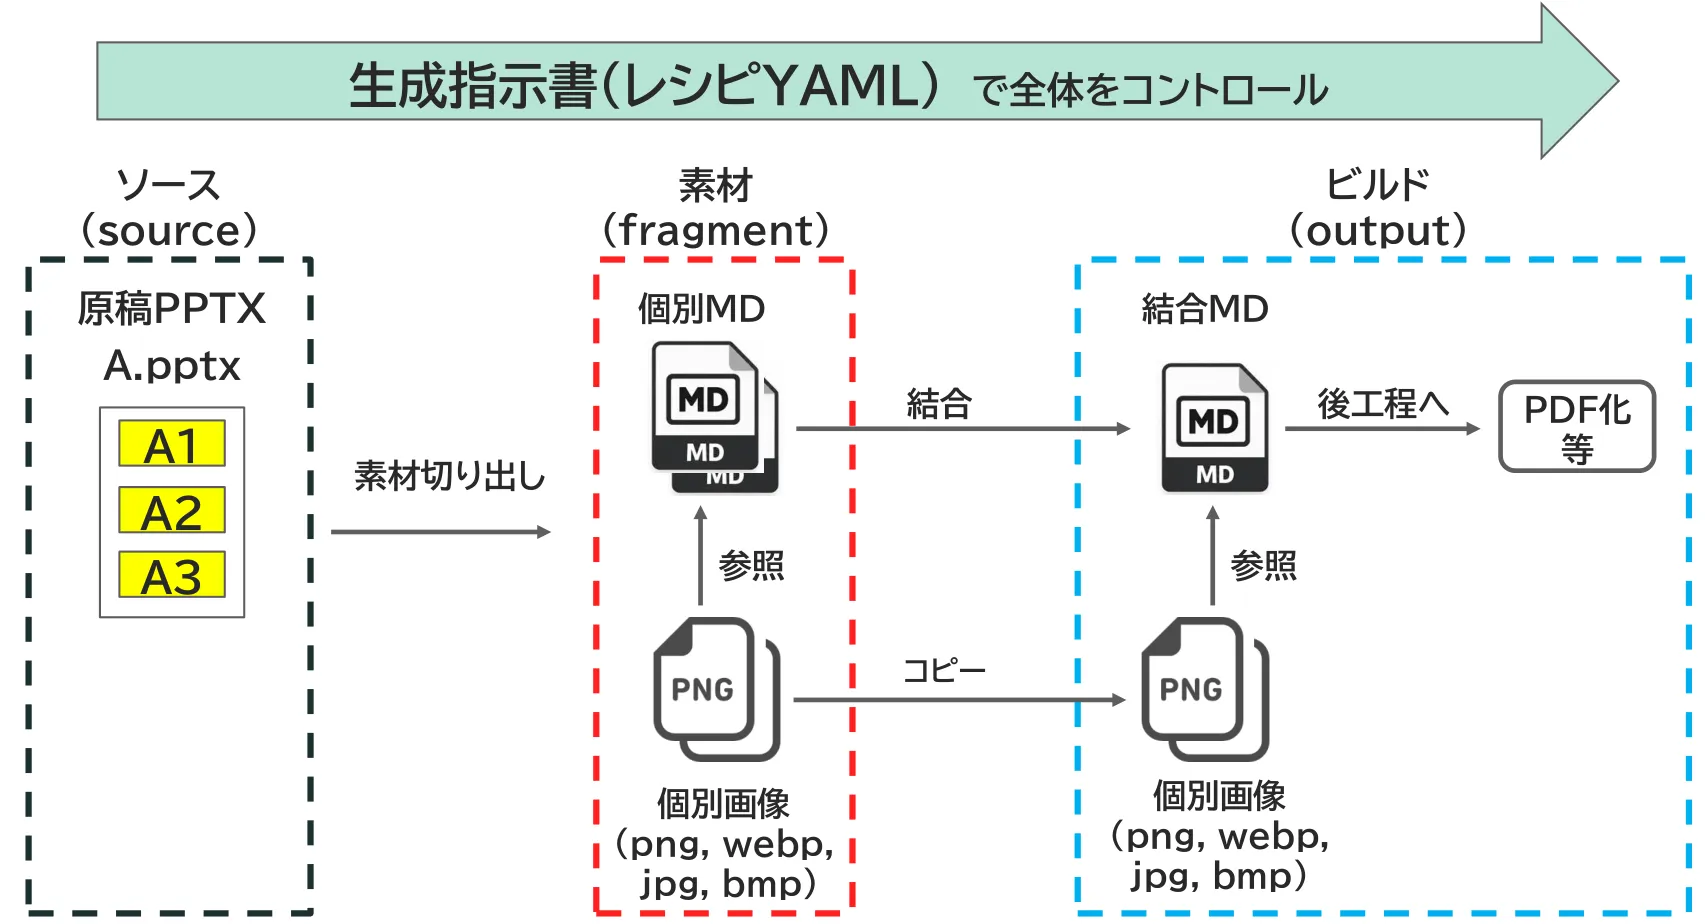 生成指示書(レシピYAML) で全体をコントロール
ソース
(source)
原稿PPTX
A.pptx
A1
A2
A3
素材切り出し
素材
(fragment)
個別MD
MD
MD
MD
参照
PNG
個別画像
(png, webp,
jpg, bmp)
結合
コピー
ビルド
(output)
結合MD
MD
MD
参照
PNG
個別画像
(png, webp,
jpg, bmp)
後工程へ
PDF化
等